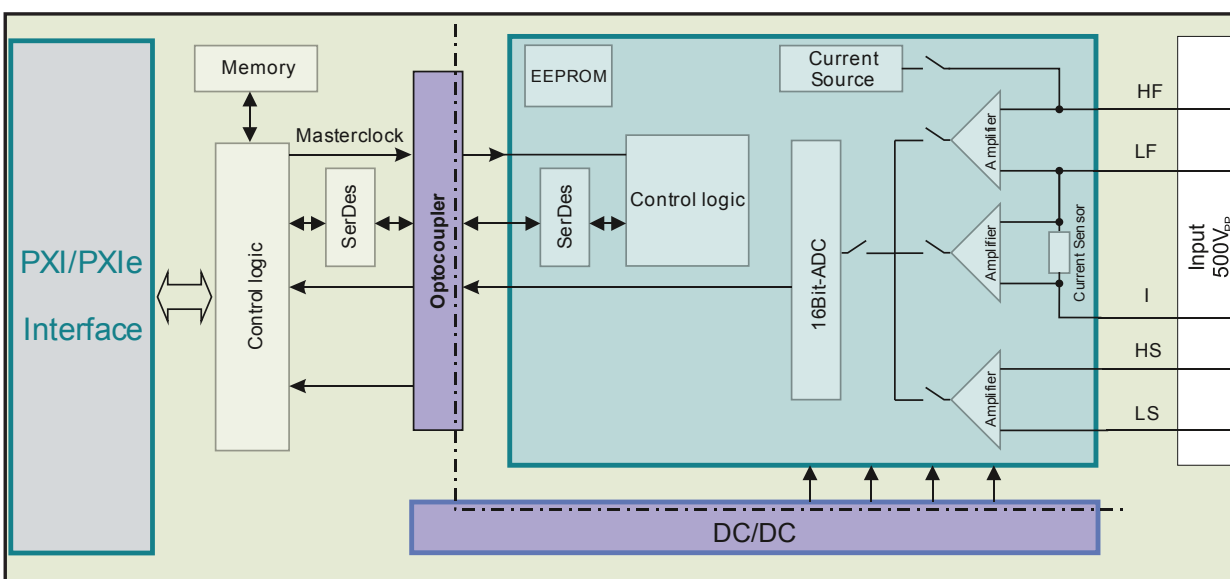 PXI/PXIe
Interface
Memory
Masterclock
SerDes
Control logic
Optocoupler
EEPROM
Current
Source
SerDes
Control logic
16Bit-ADC
Amplifier
Amplifier
Amplifier
Current Sensor
HF
LF
I
HS
LS
Input
500VPP
DC/DC